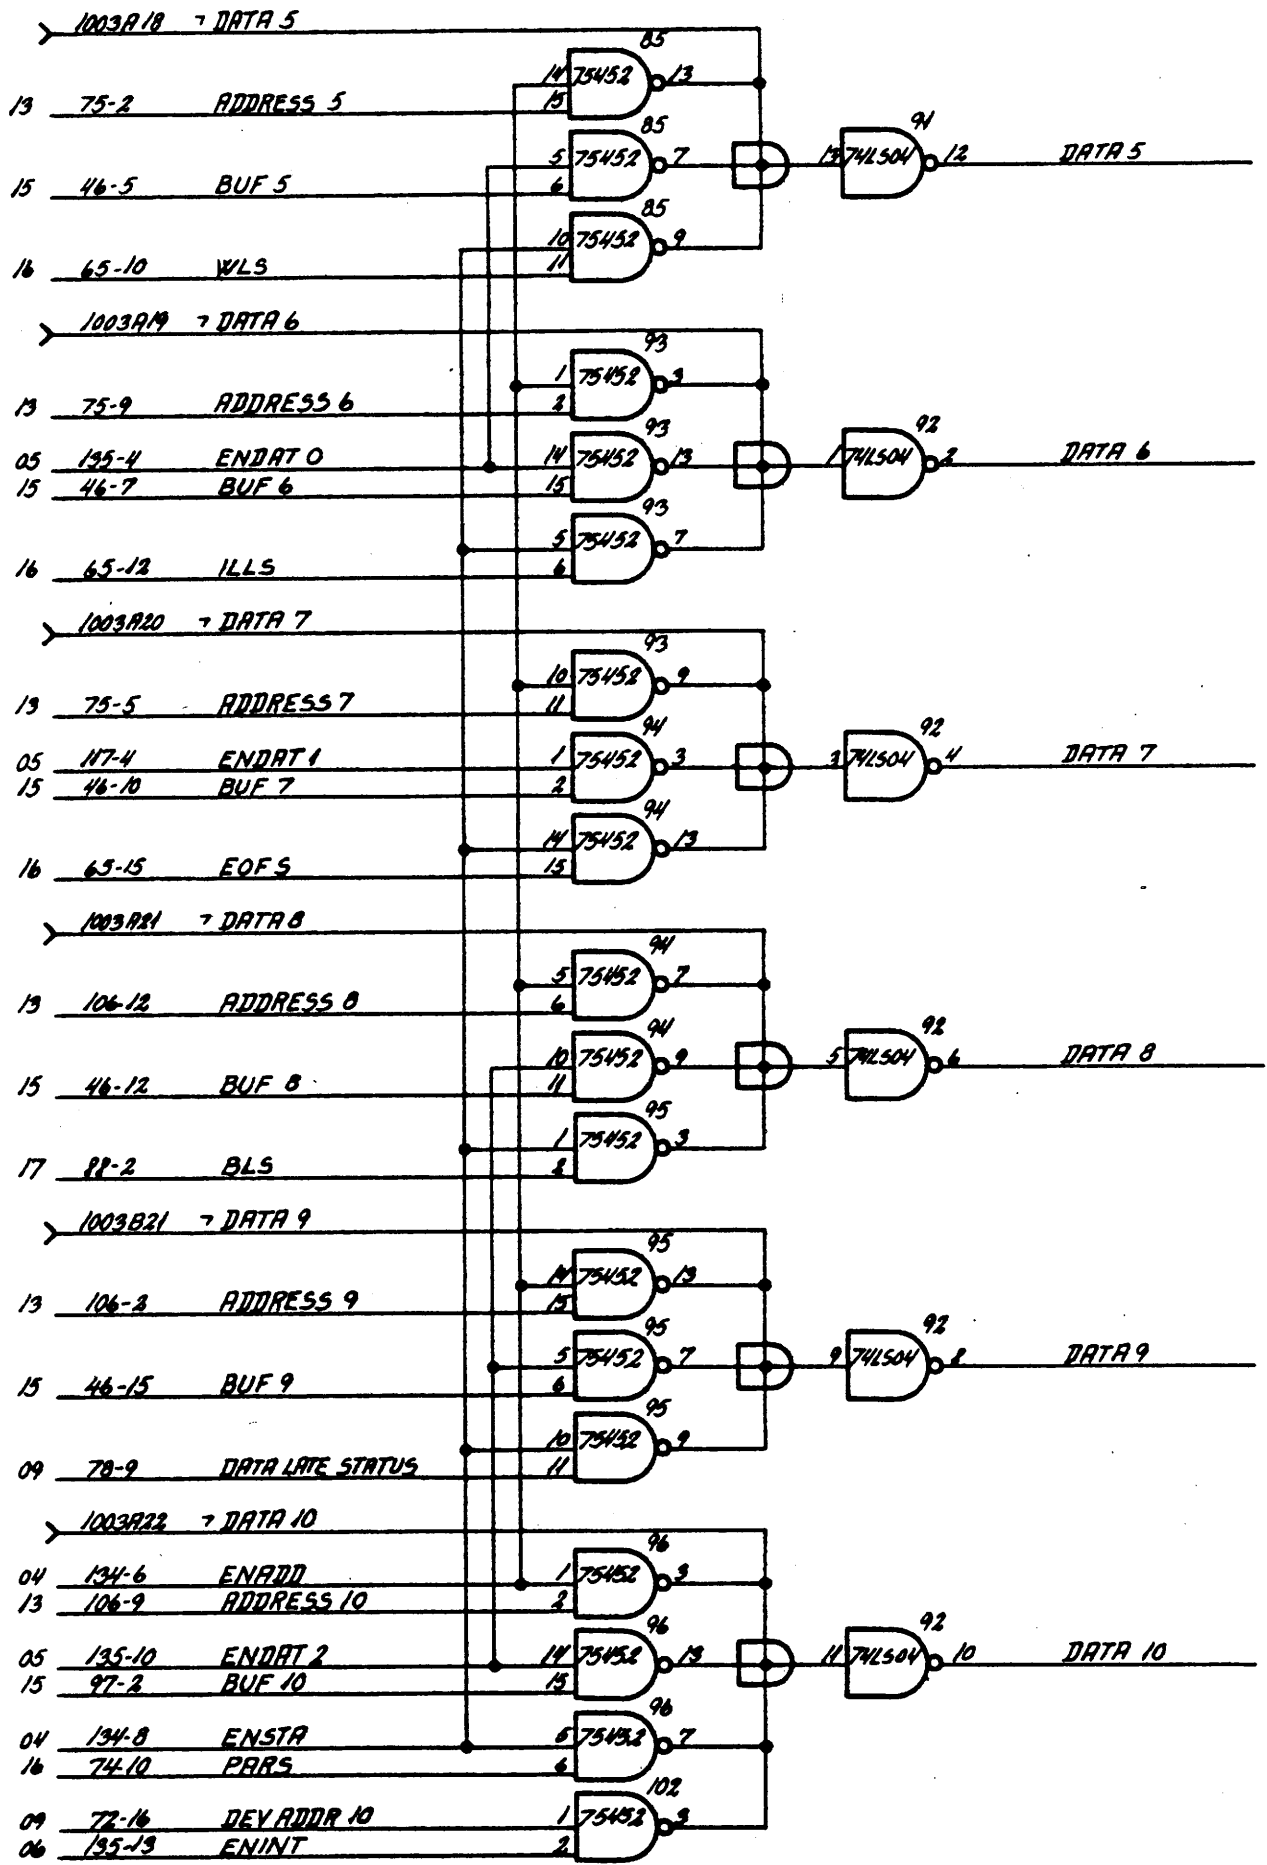 1003A18 ¬ DATA 5
85
14 75452 13
13 75-2 ADDRESS 5 15
85
5 75452 7
91
13 74LS04 12 DATA 5
15 46-5 BUF 5 6
85
10 75452 9
16 65-10 WLS 11
1003A19 ¬ DATA 6
93
1 75452 3
13 75-9 ADDRESS 6 2
93
05 135-4 ENDAT 0 14 75452 13
92
1 74LS04 2 DATA 6
15 46-7 BUF 6 15
93
5 75452 7
16 65-12 ILLS 6
1003A20 ¬ DATA 7
93
10 75452 9
13 75-5 ADDRESS 7 11
94
05 117-4 ENDAT 1 1 75452 3
92
3 74LS04 4 DATA 7
15 46-10 BUF 7 2
94
14 75452 13
16 65-15 EOFS 15
1003A21 ¬ DATA 8
94
5 75452 7
13 106-12 ADDRESS 8 6
94
10 75452 9
92
5 74LS04 6 DATA 8
15 46-12 BUF 8 11
95
1 75452 3
17 88-2 BLS 2
1003B21 ¬ DATA 9
95
14 75452 13
13 106-2 ADDRESS 9 15
95
5 75452 7
92
9 74LS04 8 DATA 9
15 46-15 BUF 9 6
95
10 75452 9
09 78-9 DATA LATE STATUS 11
1003A22 ¬ DATA 10
96
04 134-6 ENADD 1 75452 3
13 106-9 ADDRESS 10 2
96
05 135-10 ENDAT 2 14 75452 13
92
11 74LS04 10 DATA 10
15 97-2 BUF 10 15
96
04 134-8 ENSTA 5 75452 7
16 74-10 PARS 6
102
09 72-16 DEV ADDR 10 1 75452 3
06 135-13 ENINT 2